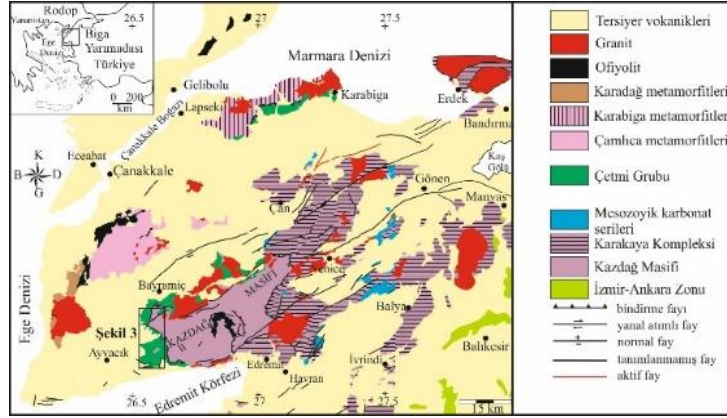 Rodop
Yunanistan
Ege
Denizi
Biga
Yarımadası
Türkiye
0 200
km
26.5
27
27.5
Marmara Denizi
Gelibolu
Lapseki
Karabiga
Erdek
Bandırma
Çanakkale Boğazı
Eceabat
Çanakkale
K
B D
G
Kuş
Gölü
Gönen
Manyas
Çan
Yenice
Bayramiç
KAZDAĞ MASİFİ
Balya
Ege Denizi
Şekil 3
Ayvacık
Edremit
Havran
İvrindi
Balıkesir
Edremit Körfezi
26.5
27
27.5
15 km
Tersiyer vokanikleri
Granit
Ofiyolit
Karadağ metamorfitleri
Karabiga metamorfitler
Çamlıca metamorfitleri
Çetmi Grubu
Mesozoyik karbonat
serileri
Karakaya Kompleksi
Kazdağ Masifi
İzmir-Ankara Zonu
bindirme fayı
yanal atımlı fay
normal fay
tanımlanmamış fay
aktif fay